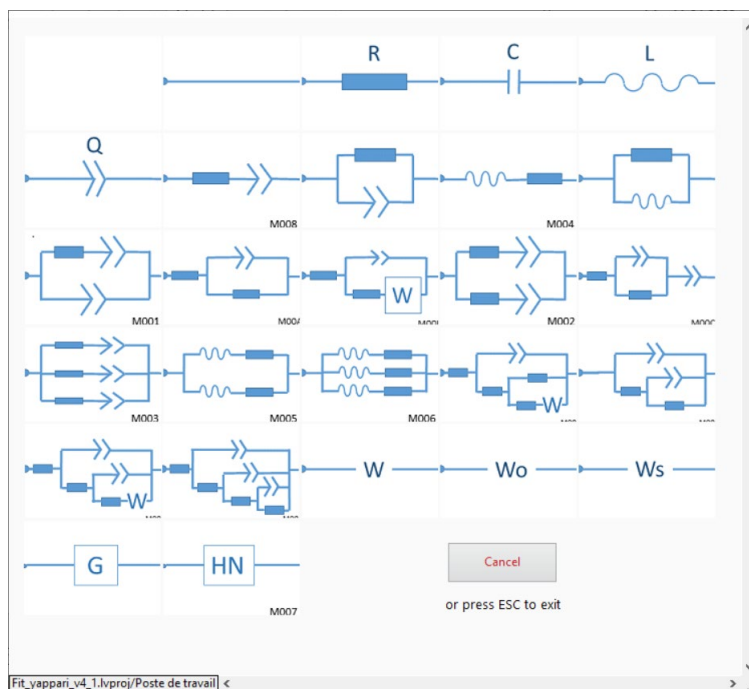 R
C
L
Q
M008
M004
M001
W
M002
M003
M005
M006
W
W
W
Wo
Ws
G
HN
M007
Cancel
or press ESC to exit
Fit_yappari_v4_1.lvproj/Poste de travail